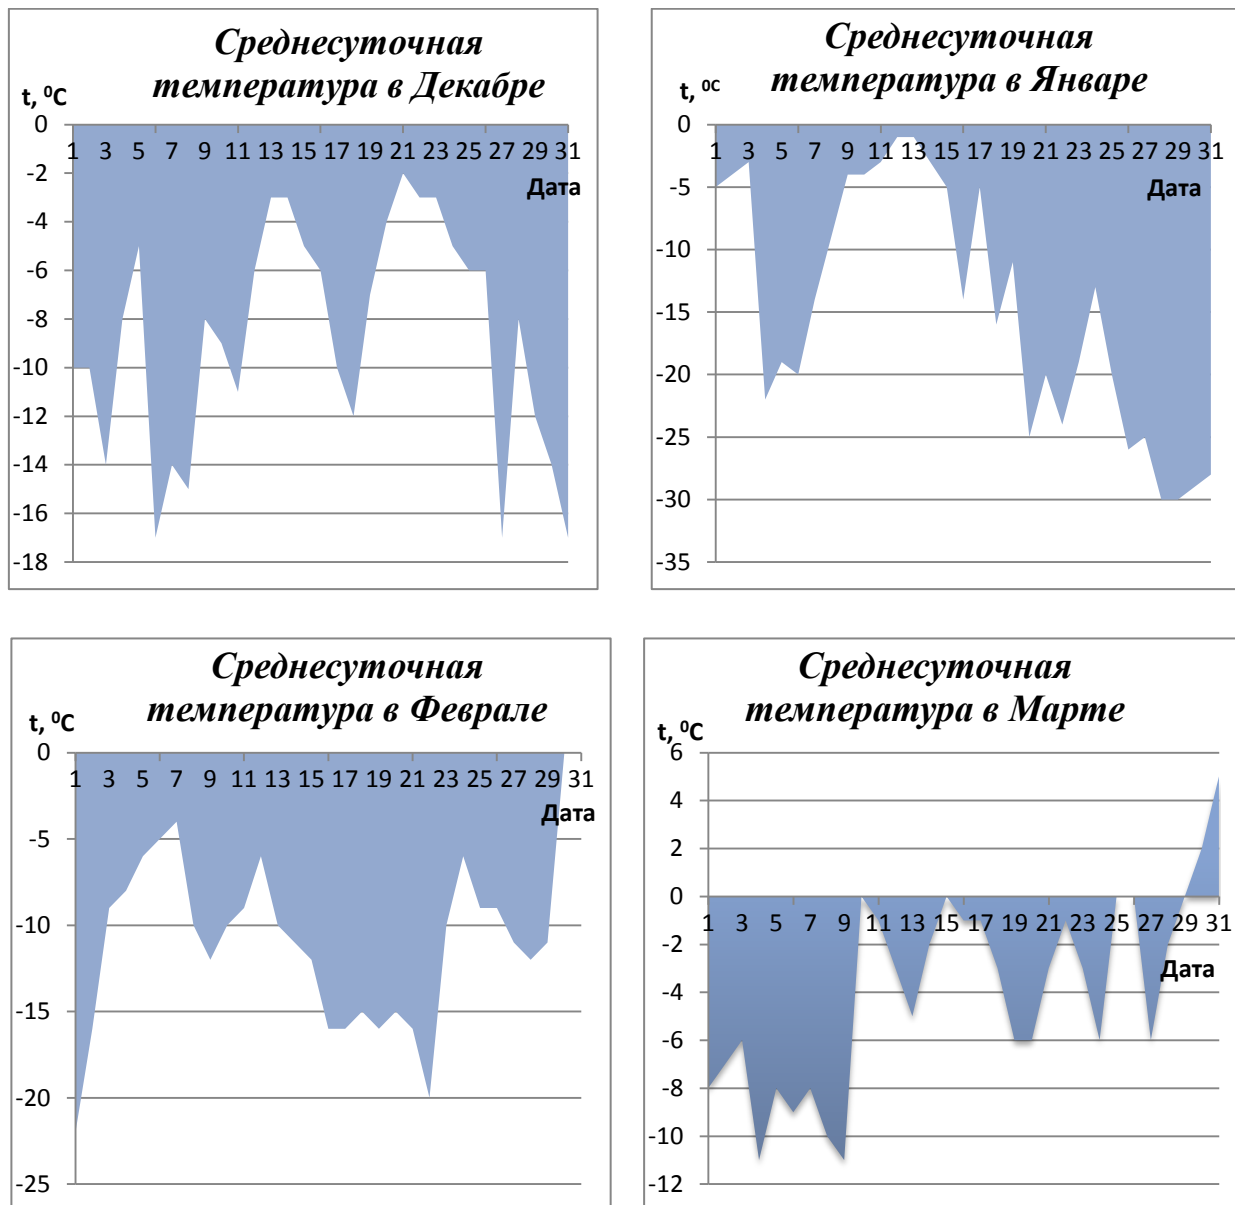 Среднесуточная
температура в Декабре
t, ⁰C
0
1 3 5 7 9 11 13 15 17 19 21 23 25 27 29 31
-2
Дата
-4
-6
-8
-10
-12
-14
-16
-18
Среднесуточная
температура в Январе
t, ⁰C
0
1 3 5 7 9 11 13 15 17 19 21 23 25 27 29 31
-5
Дата
-10
-15
-20
-25
-30
-35
Среднесуточная
температура в Феврале
t, ⁰C
0
1 3 5 7 9 11 13 15 17 19 21 23 25 27 29 31
Дата
-5
-10
-15
-20
-25
Среднесуточная
температура в Марте
t, ⁰C
6
4
2
0
1 3 5 7 9 11 13 15 17 19 21 23 25 27 29 31
-2
Дата
-4
-6
-8
-10
-12